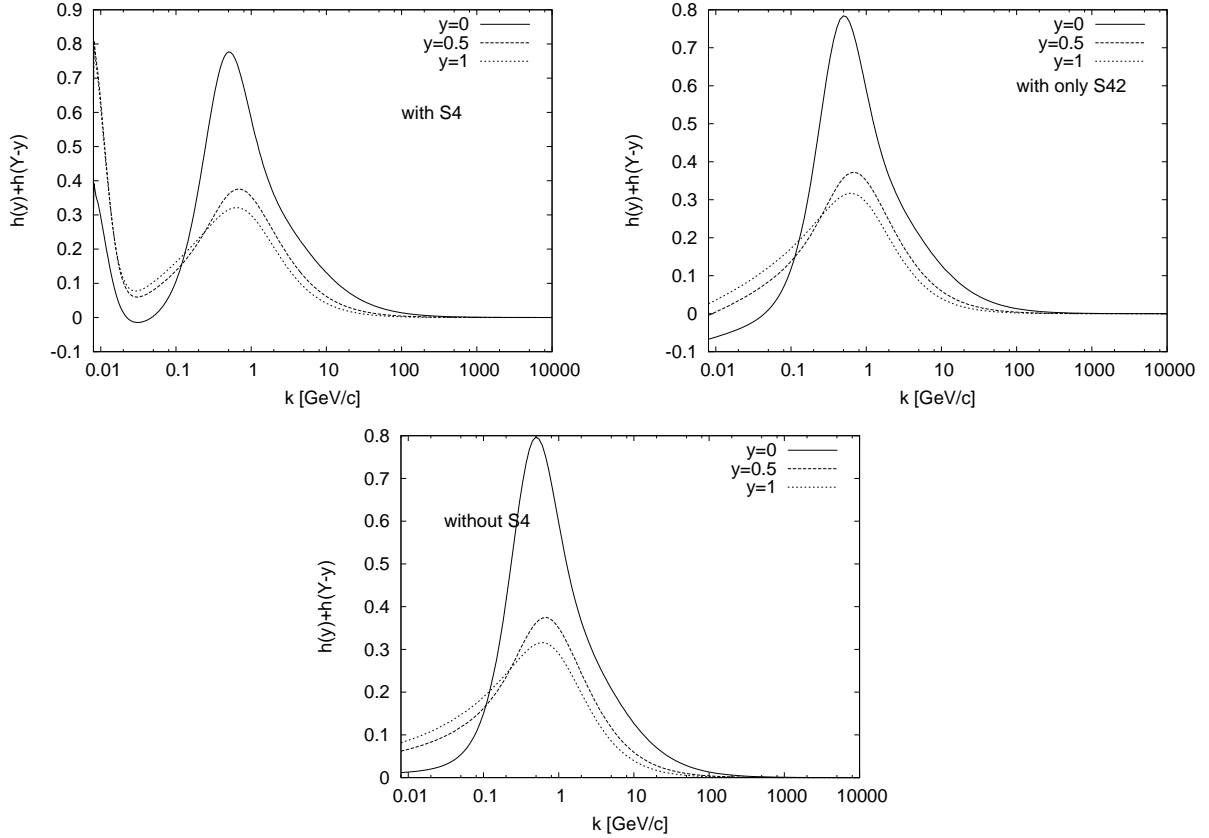 y=0
y=0.5
y=1
with S4
h(y)+h(Y-y)
0.9
0.8
0.7
0.6
0.5
0.4
0.3
0.2
0.1
0
-0.1
0.01 0.1 1 10 100 1000 10000
k [GeV/c]
y=0
y=0.5
y=1
with only S42
h(y)+h(Y-y)
0.8
0.7
0.6
0.5
0.4
0.3
0.2
0.1
0
-0.1
0.01 0.1 1 10 100 1000 10000
k [GeV/c]
y=0
y=0.5
y=1
without S4
h(y)+h(Y-y)
0.8
0.7
0.6
0.5
0.4
0.3
0.2
0.1
0
0.01 0.1 1 10 100 1000 10000
k [GeV/c]